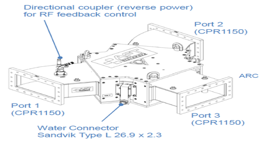 Directional coupler (reverse power)
for RF feedback control
Port 2
(CPR1150)
ARC
Port 1
(CPR1150)
Port 3
(CPR1150)
Water Connector
Sandvik Type L 26.9 x 2.3